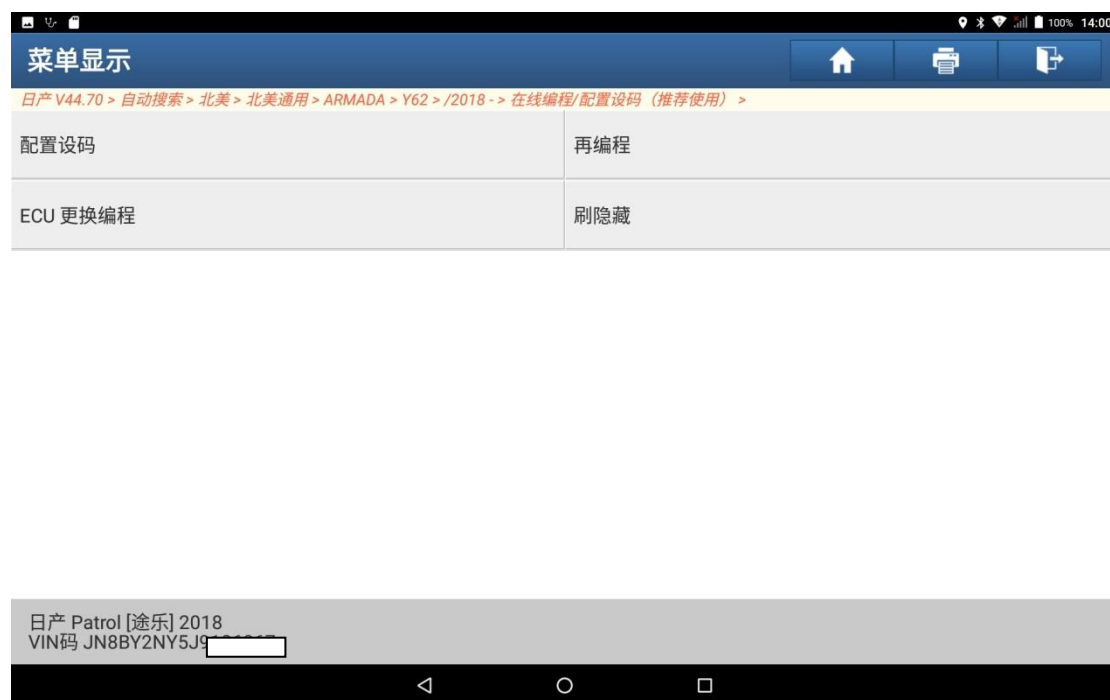 100% 14:00
菜单显示
日产 V44.70 > 自动搜索 > 北美 > 北美通用 > ARMADA > Y62 > /2018 - > 在线编程/配置设码（推荐使用） >
配置设码
再编程
ECU 更换编程
刷隐藏
日产 Patrol [途乐] 2018
VIN码 JN8BY2NY5J9